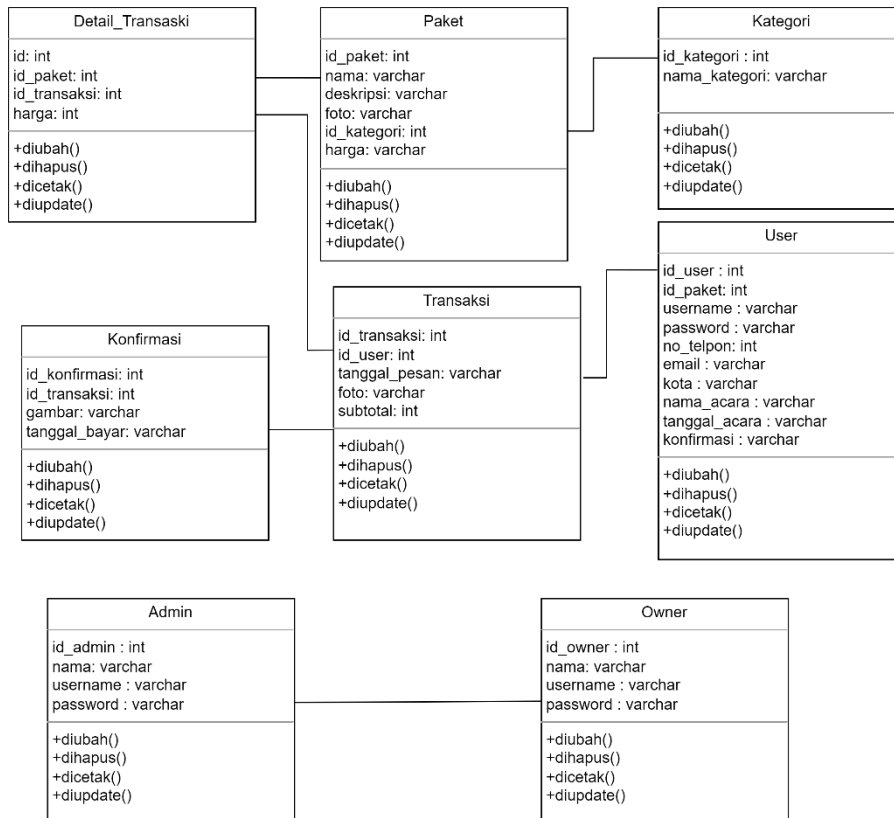 Detail_Transaski
id: int
id_paket: int
id_transaksi: int
harga: int
+diubah()
+dihapus()
+dicetak()
+diupdate()
Paket
id_paket: int
nama: varchar
deskripsi: varchar
foto: varchar
id_kategori: int
harga: varchar
+diubah()
+dihapus()
+dicetak()
+diupdate()
Kategori
id_kategori : int
nama_kategori: varchar
+diubah()
+dihapus()
+dicetak()
+diupdate()
Konfirmasi
id_konfirmasi: int
id_transaksi: int
gambar: varchar
tanggal_bayar: varchar
+diubah()
+dihapus()
+dicetak()
+diupdate()
Transaksi
id_transaksi: int
id_user: int
tanggal_pesan: varchar
foto: varchar
subtotal: int
+diubah()
+dihapus()
+dicetak()
+diupdate()
User
id_user : int
id_paket: int
username : varchar
password : varchar
no_telpon: int
email : varchar
kota : varchar
nama_acara : varchar
tanggal_acara : varchar
konfirmasi : varchar
+diubah()
+dihapus()
+dicetak()
+diupdate()
Admin
id_admin : int
nama: varchar
username : varchar
password : varchar
+diubah()
+dihapus()
+dicetak()
+diupdate()
Owner
id_owner : int
nama: varchar
username : varchar
password : varchar
+diubah()
+dihapus()
+dicetak()
+diupdate()